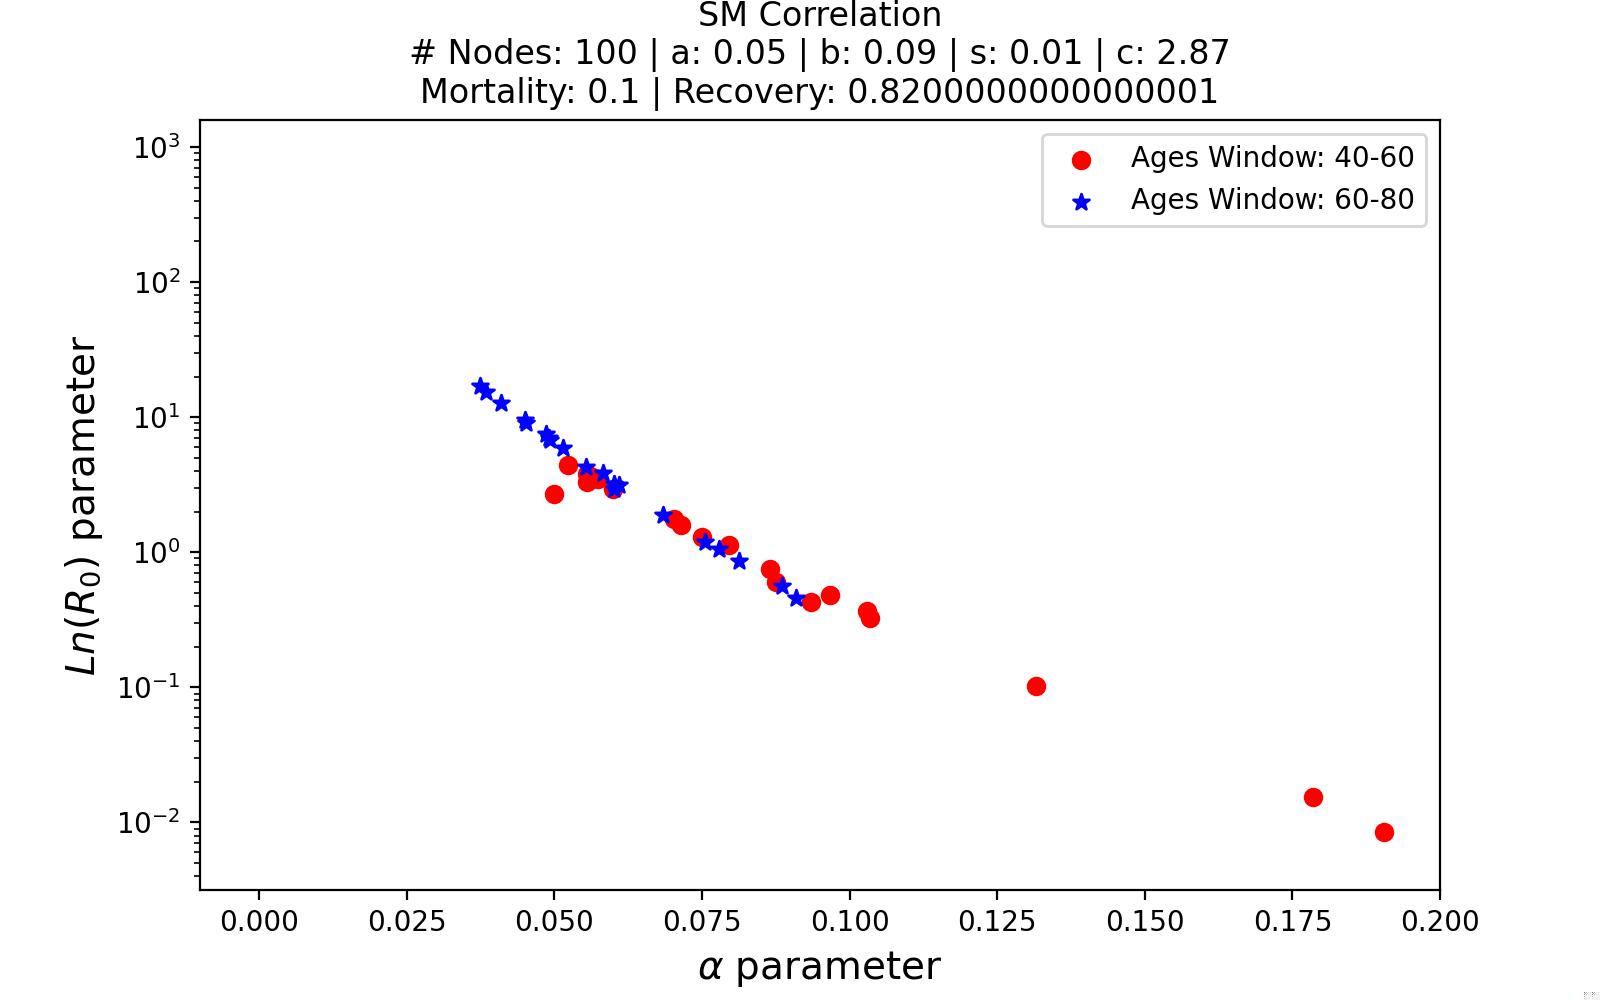 SM Correlation
# Nodes: 100 | a: 0.05 | b: 0.09 | s: 0.01 | c: 2.87
Mortality: 0.1 | Recovery: 0.8200000000000001
Ages Window: 40-60
Ages Window: 60-80
Ln(R₀) parameter
10³
10²
10¹
10⁰
10⁻¹
10⁻²
0.000 0.025 0.050 0.075 0.100 0.125 0.150 0.175 0.200
α parameter